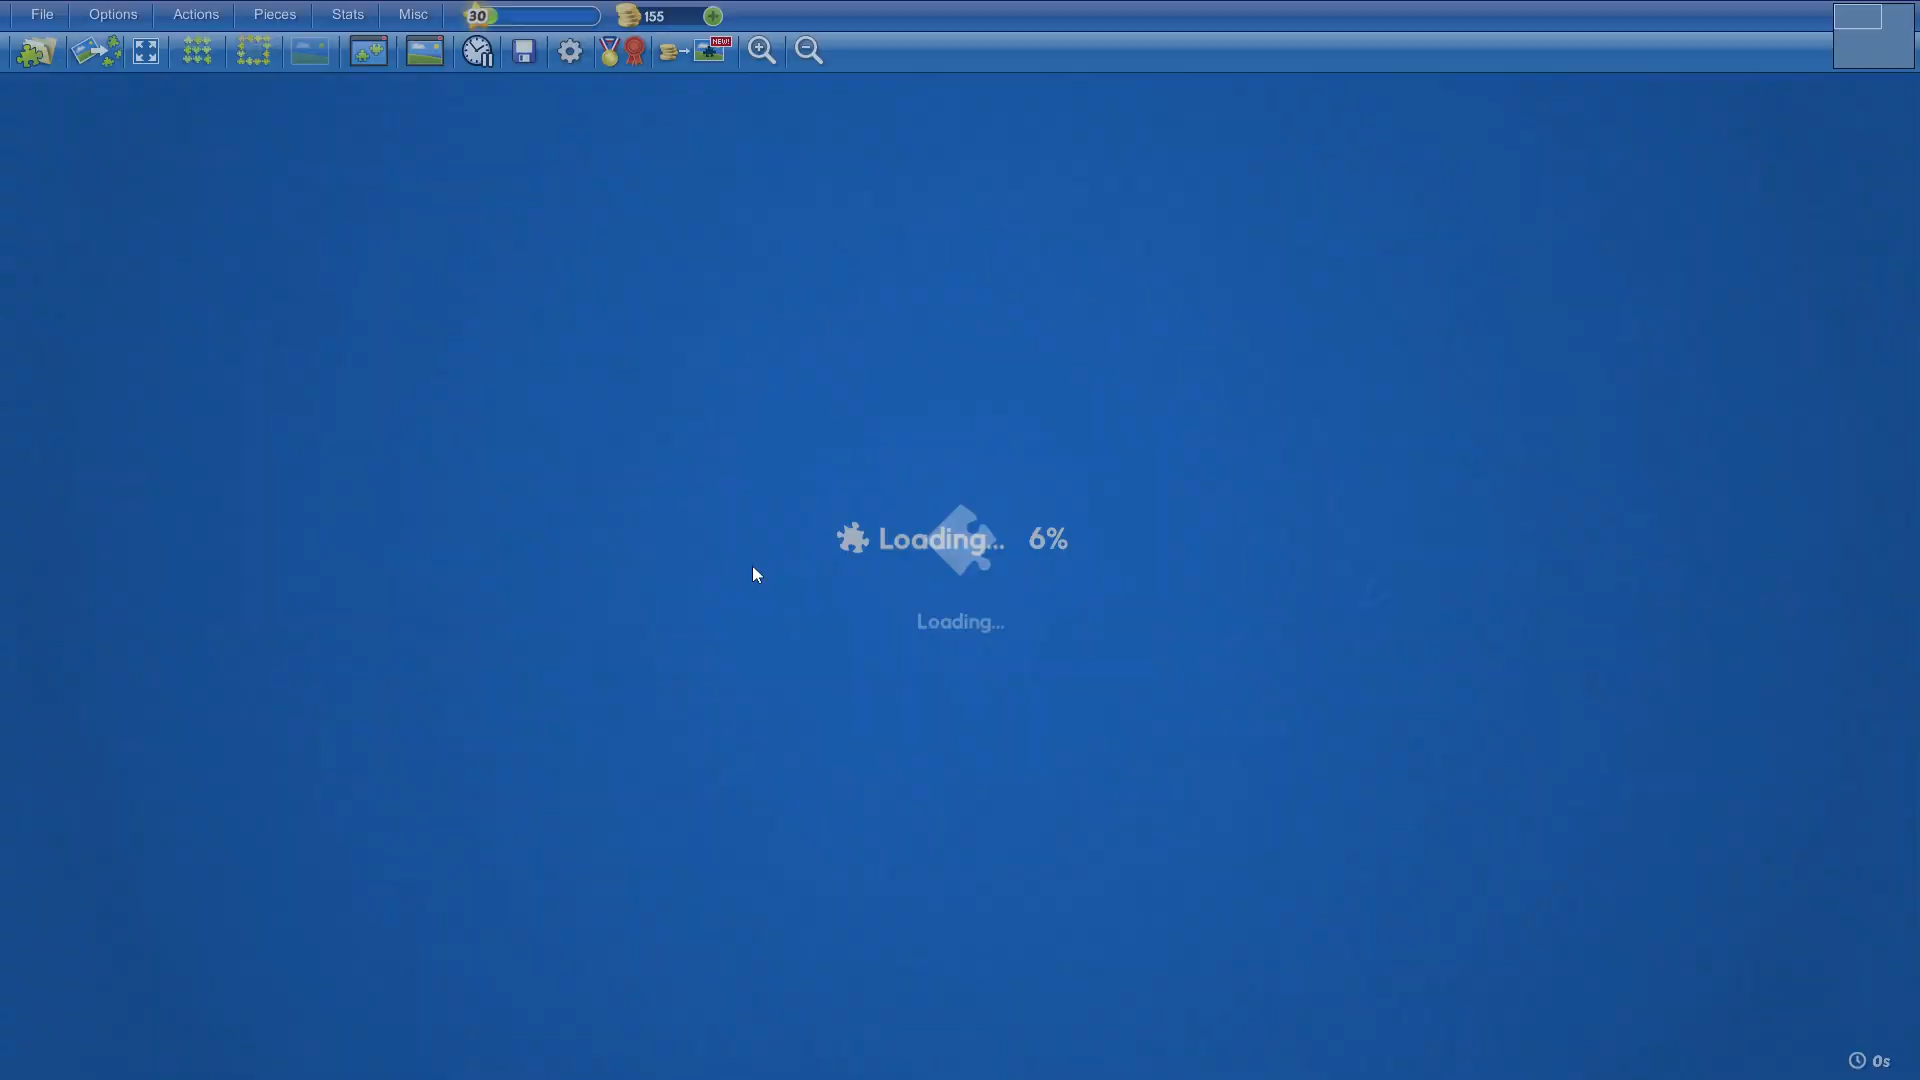 File Options Actions Pieces Stats Misc 30 155
NEW!
Loading... 6%
Loading...
0s